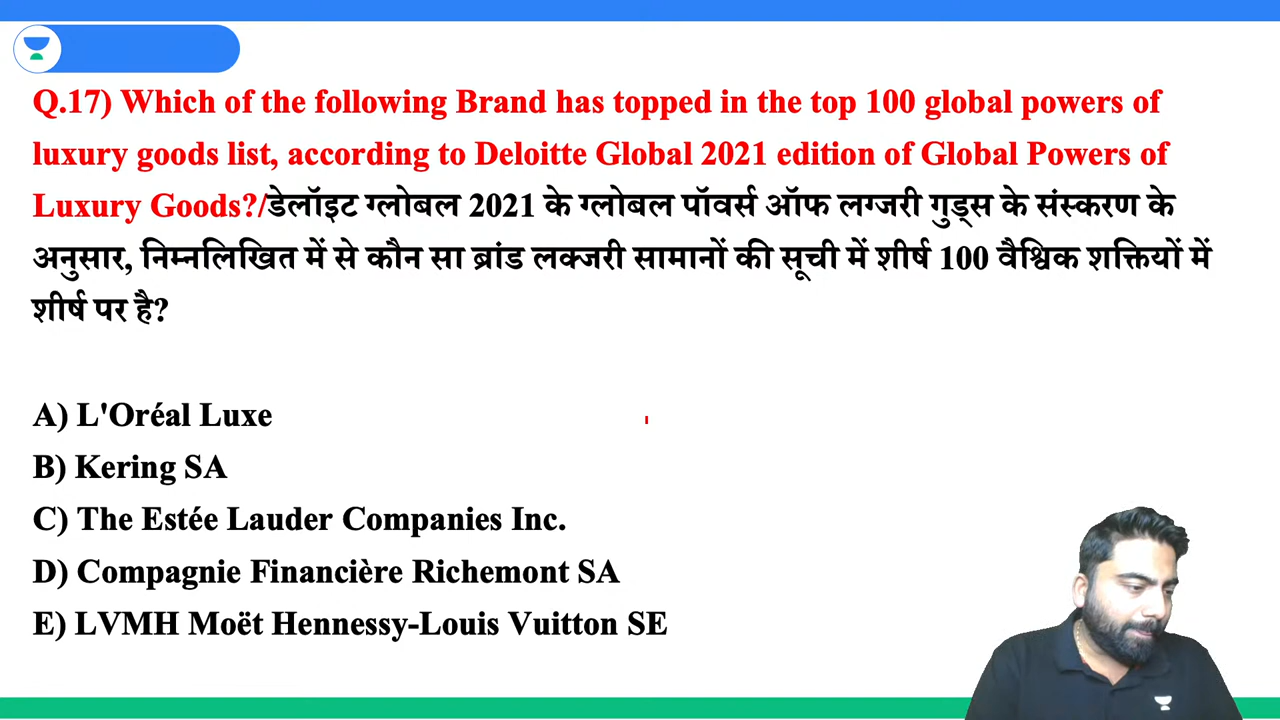 Q.17) Which of the following Brand has topped in the top 100 global powers of
luxury goods list, according to Deloitte Global 2021 edition of Global Powers of
Luxury Goods?/डेलॉइट ग्लोबल 2021 के ग्लोबल पॉवर्स ऑफ लग्जरी गुड्स के संस्करण के
अनुसार, निम्नलिखित में से कौन सा ब्रांड लक्जरी सामानों की सूची में शीर्ष 100 वैश्विक शक्तियों में
शीर्ष पर है?
A) L'Oréal Luxe
B) Kering SA
C) The Estée Lauder Companies Inc.
D) Compagnie Financière Richemont SA
E) LVMH Moët Hennessy-Louis Vuitton SE